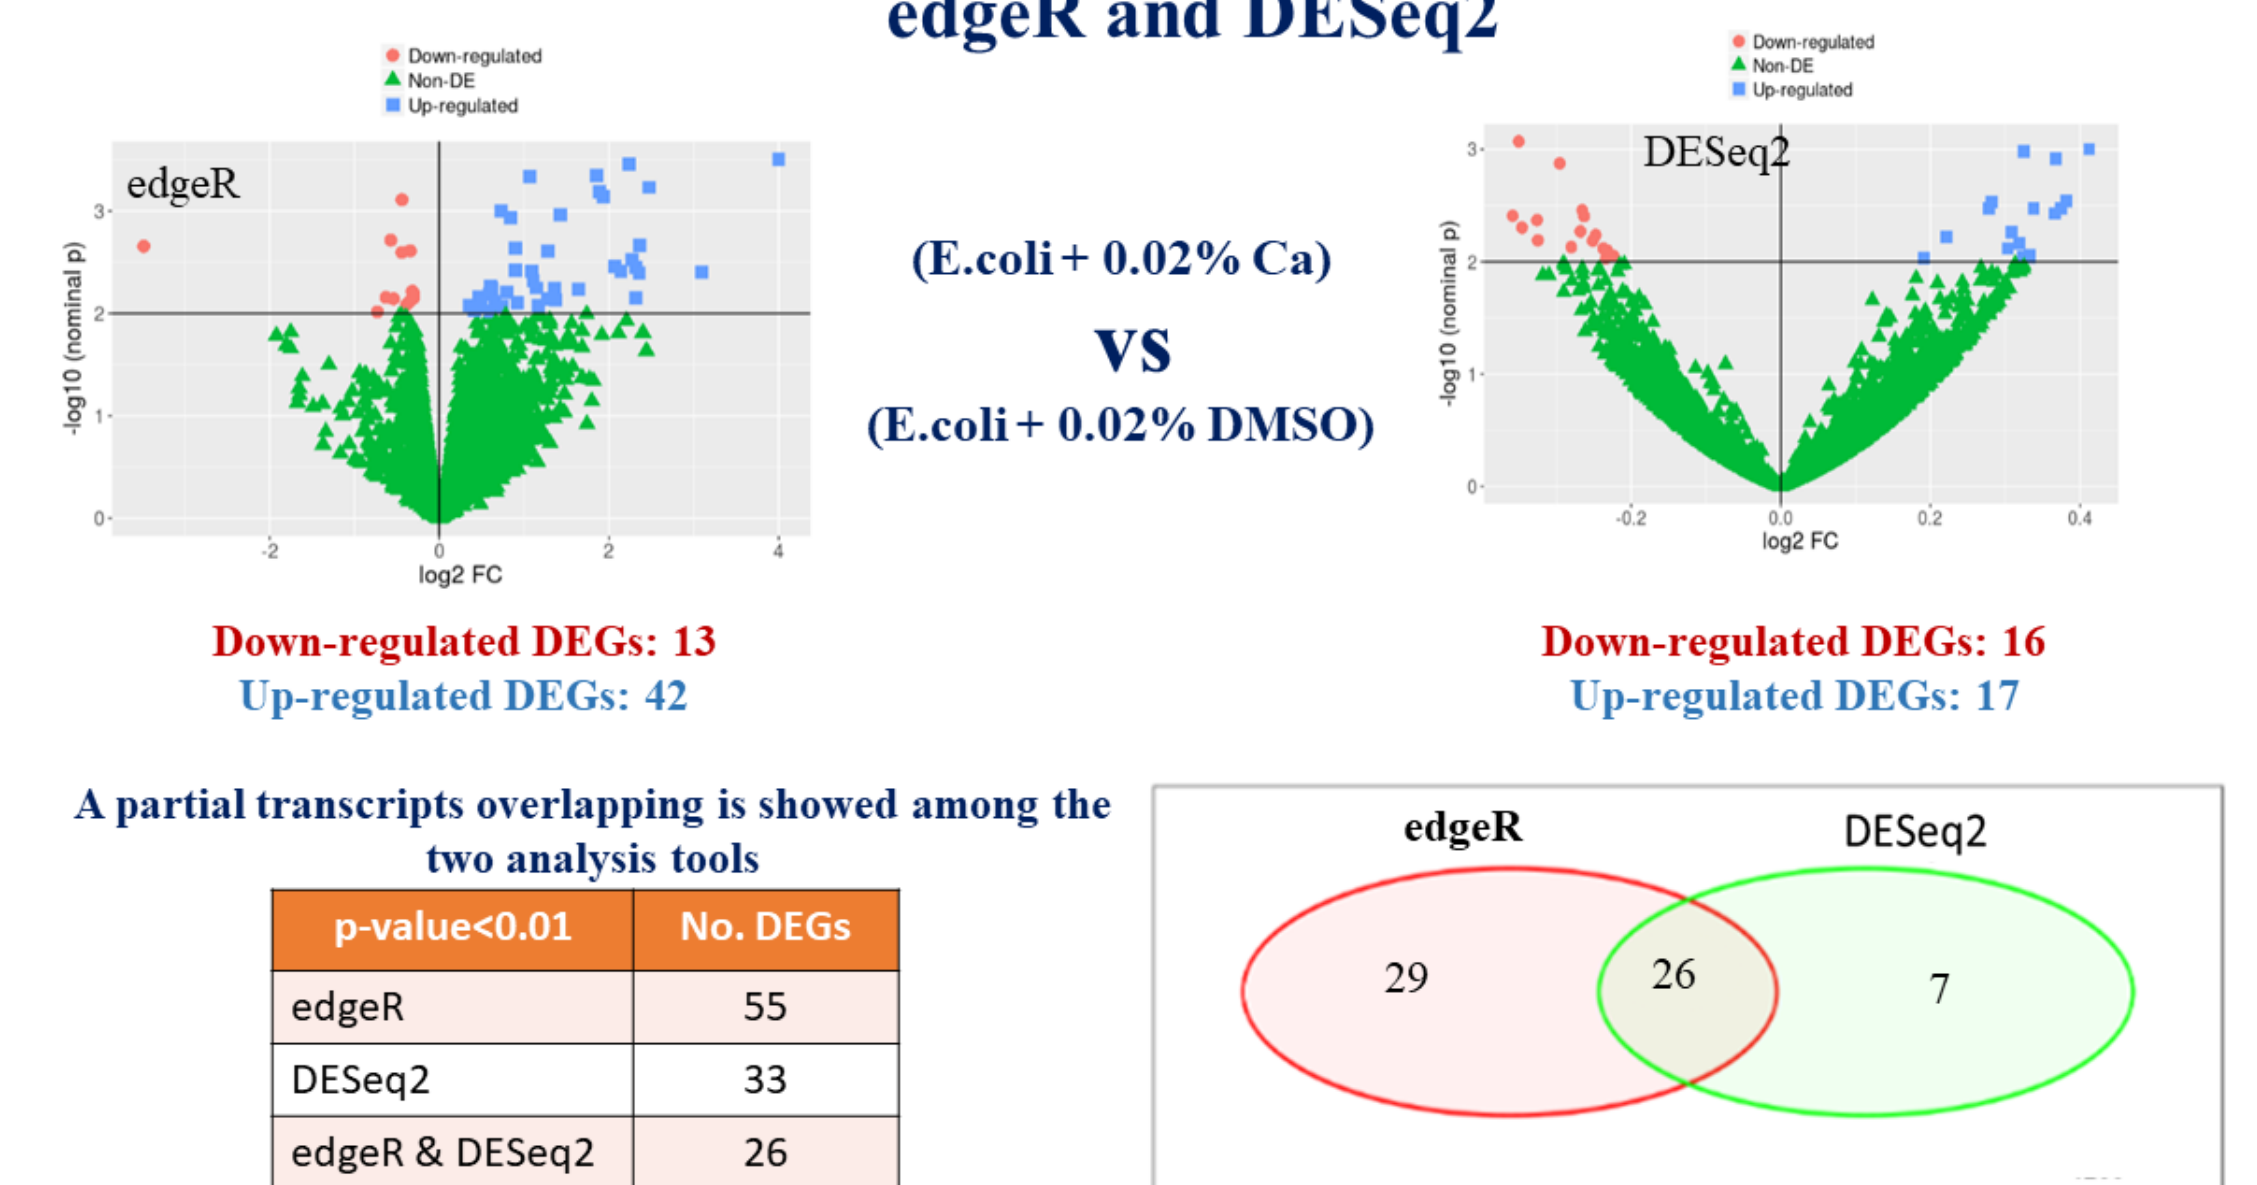 edgeR and DESeq2
Down-regulated
Non-DE
Up-regulated
edgeR
3
2
1
0
-2
0
2
4
-log10 (nominal p)
log2 FC
Down-regulated DEGs: 13
Up-regulated DEGs: 42
(E.coli + 0.02% Ca)
vs
(E.coli + 0.02% DMSO)
Down-regulated
Non-DE
Up-regulated
DESeq2
3
2
1
0
-0.2
0.0
0.2
0.4
-log10 (nominal p)
log2 FC
Down-regulated DEGs: 16
Up-regulated DEGs: 17
A partial transcripts overlapping is showed among the
two analysis tools
p-value<0.01 No. DEGs
edgeR 55
DESeq2 33
edgeR & DESeq2 26
edgeR DESeq2
29 26 7